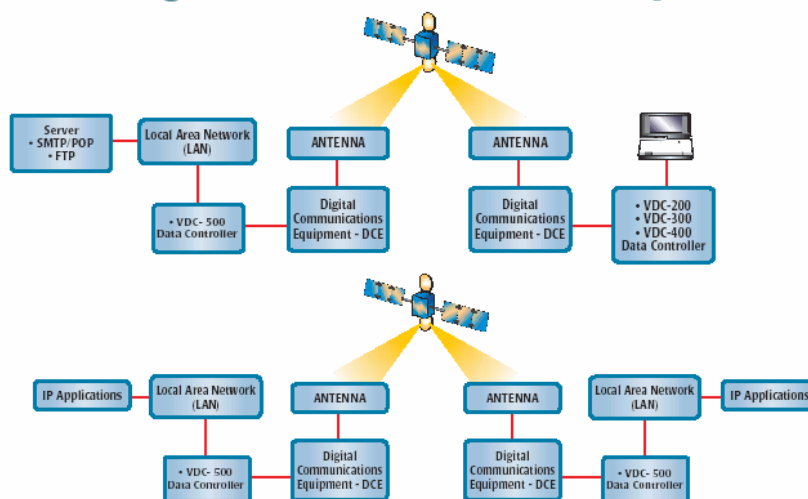 Server
• SMTP/POP
• FTP
Local Area Network
(LAN)
• VDC- 500
Data Controller
ANTENNA
Digital
Communications
Equipment - DCE
ANTENNA
Digital
Communications
Equipment - DCE
• VDC-200
• VDC-300
• VDC-400
Data Controller
IP Applications
Local Area Network
(LAN)
• VDC- 500
Data Controller
ANTENNA
Digital
Communications
Equipment - DCE
ANTENNA
Digital
Communications
Equipment - DCE
Local Area Network
(LAN)
• VDC- 500
Data Controller
IP Applications